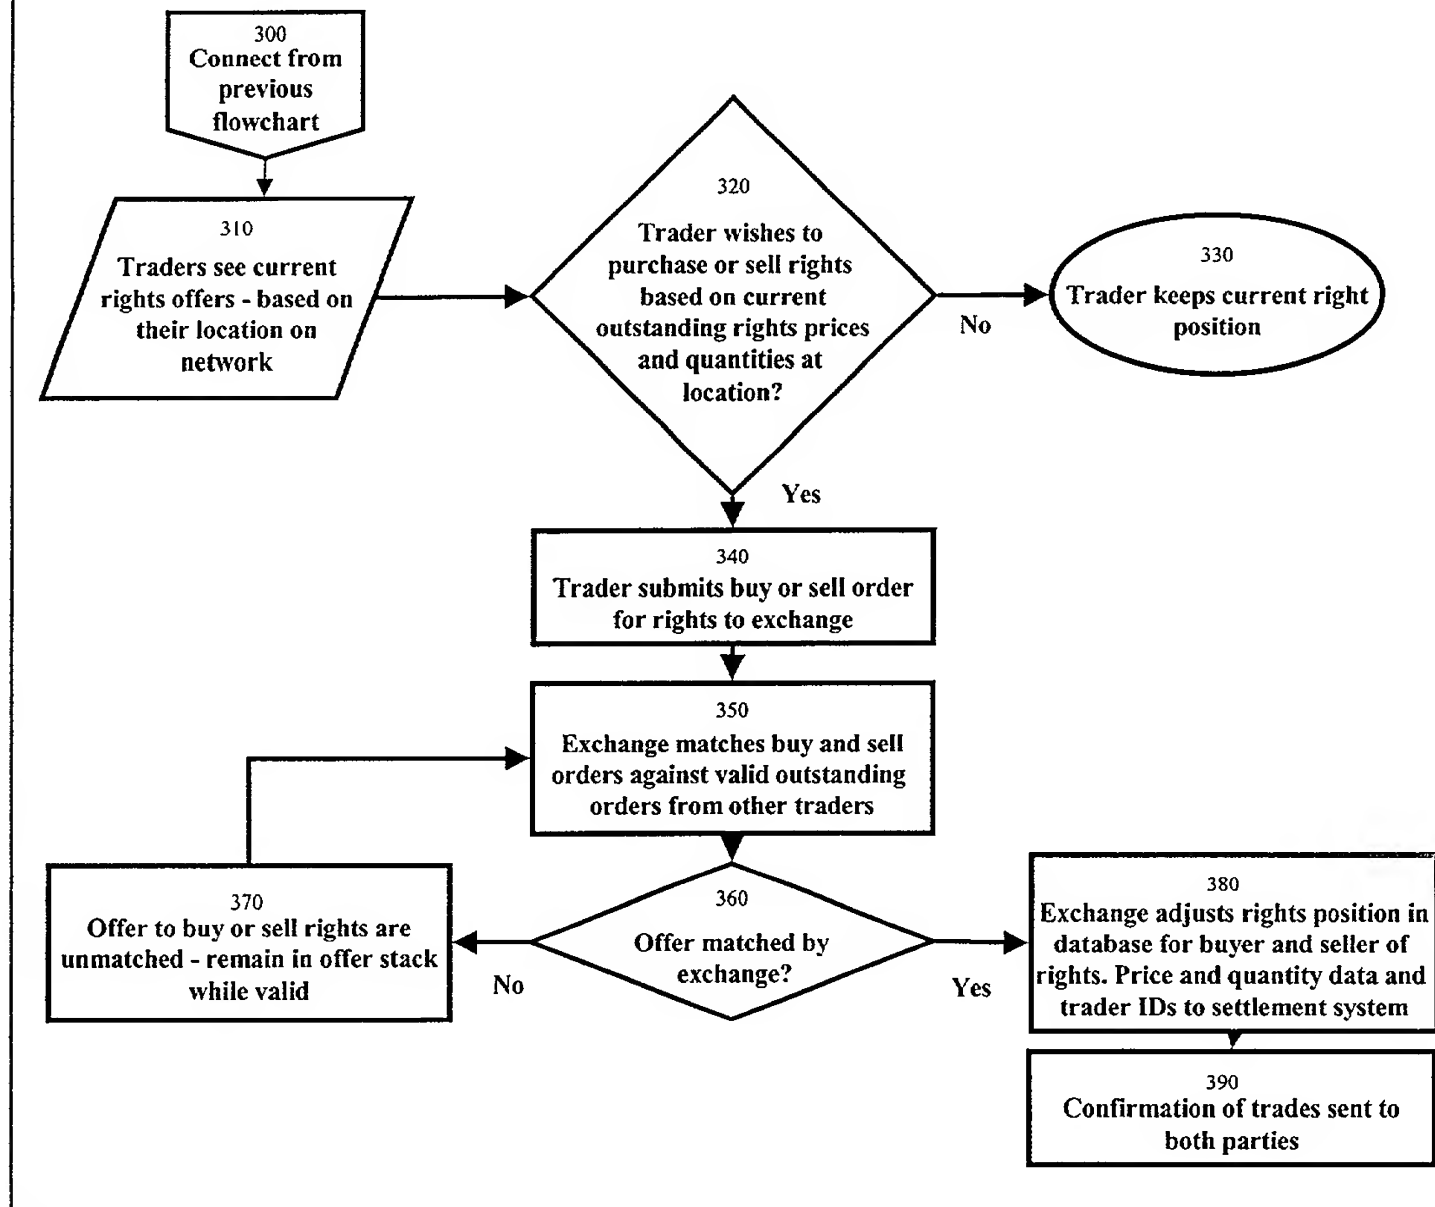 300
Connect from
previous
flowchart
310
Traders see current
rights offers - based on
their location on
network
320
Trader wishes to
purchase or sell rights
based on current
outstanding rights prices
and quantities at
location?
No
330
Trader keeps current right
position
Yes
340
Trader submits buy or sell order
for rights to exchange
350
Exchange matches buy and sell
orders against valid outstanding
orders from other traders
360
Offer matched by
exchange?
No
370
Offer to buy or sell rights are
unmatched - remain in offer stack
while valid
Yes
380
Exchange adjusts rights position in
database for buyer and seller of
rights. Price and quantity data and
trader IDs to settlement system
390
Confirmation of trades sent to
both parties